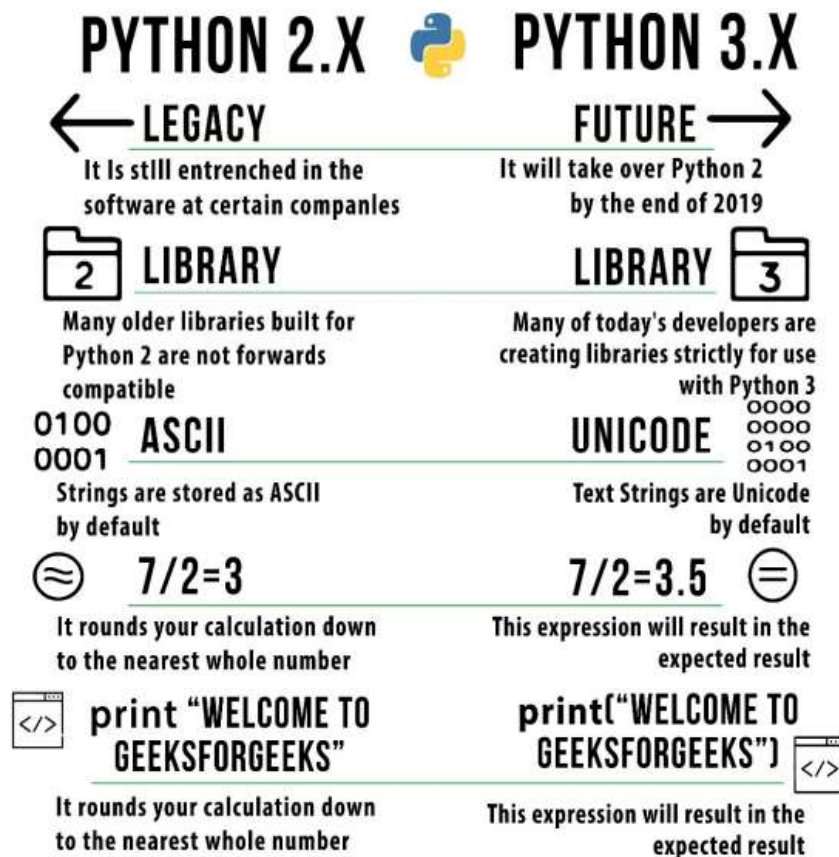 PYTHON 2.X
PYTHON 3.X
LEGACY
It Is stIll entrenched in the
software at certain companIes
FUTURE
It will take over Python 2
by the end of 2019
2
LIBRARY
Many older libraries built for
Python 2 are not forwards
compatible
LIBRARY
3
Many of today's developers are
creating libraries strictly for use
with Python 3
0100
0001
ASCII
Strings are stored as ASCII
by default
UNICODE
0000
0000
0100
0001
Text Strings are Unicode
by default
≈
7/2=3
It rounds your calculation down
to the nearest whole number
7/2=3.5
=
This expression will result in the
expected result
</>
print “WELCOME TO
GEEKSFORGEEKS”
It rounds your calculation down
to the nearest whole number
print(“WELCOME TO
GEEKSFORGEEKS”)
</>
This expression will result in the
expected result